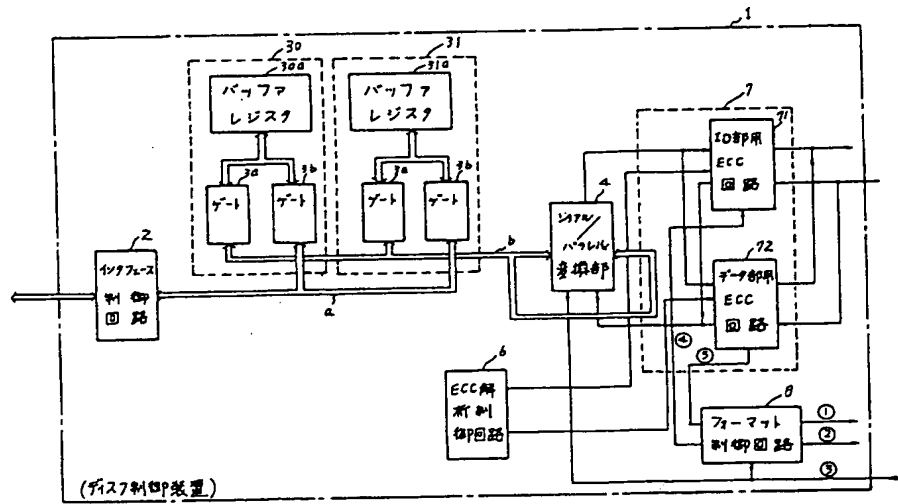 1
30
30a
バッファ
レジスタ
3a
ゲート
3b
ゲート
31
31a
バッファ
レジスタ
3a
ゲート
3b
ゲート
2
インタフェース
制御
回路
a
b
4
シリアル
／
パラレル
変換部
6
ECC解
析制
御回路
7
71
ID部用
ECC
回路
72
データ部用
ECC
回路
④
⑤
8
フォーマット
制御回路
①
②
③
(ディスク制御装置)